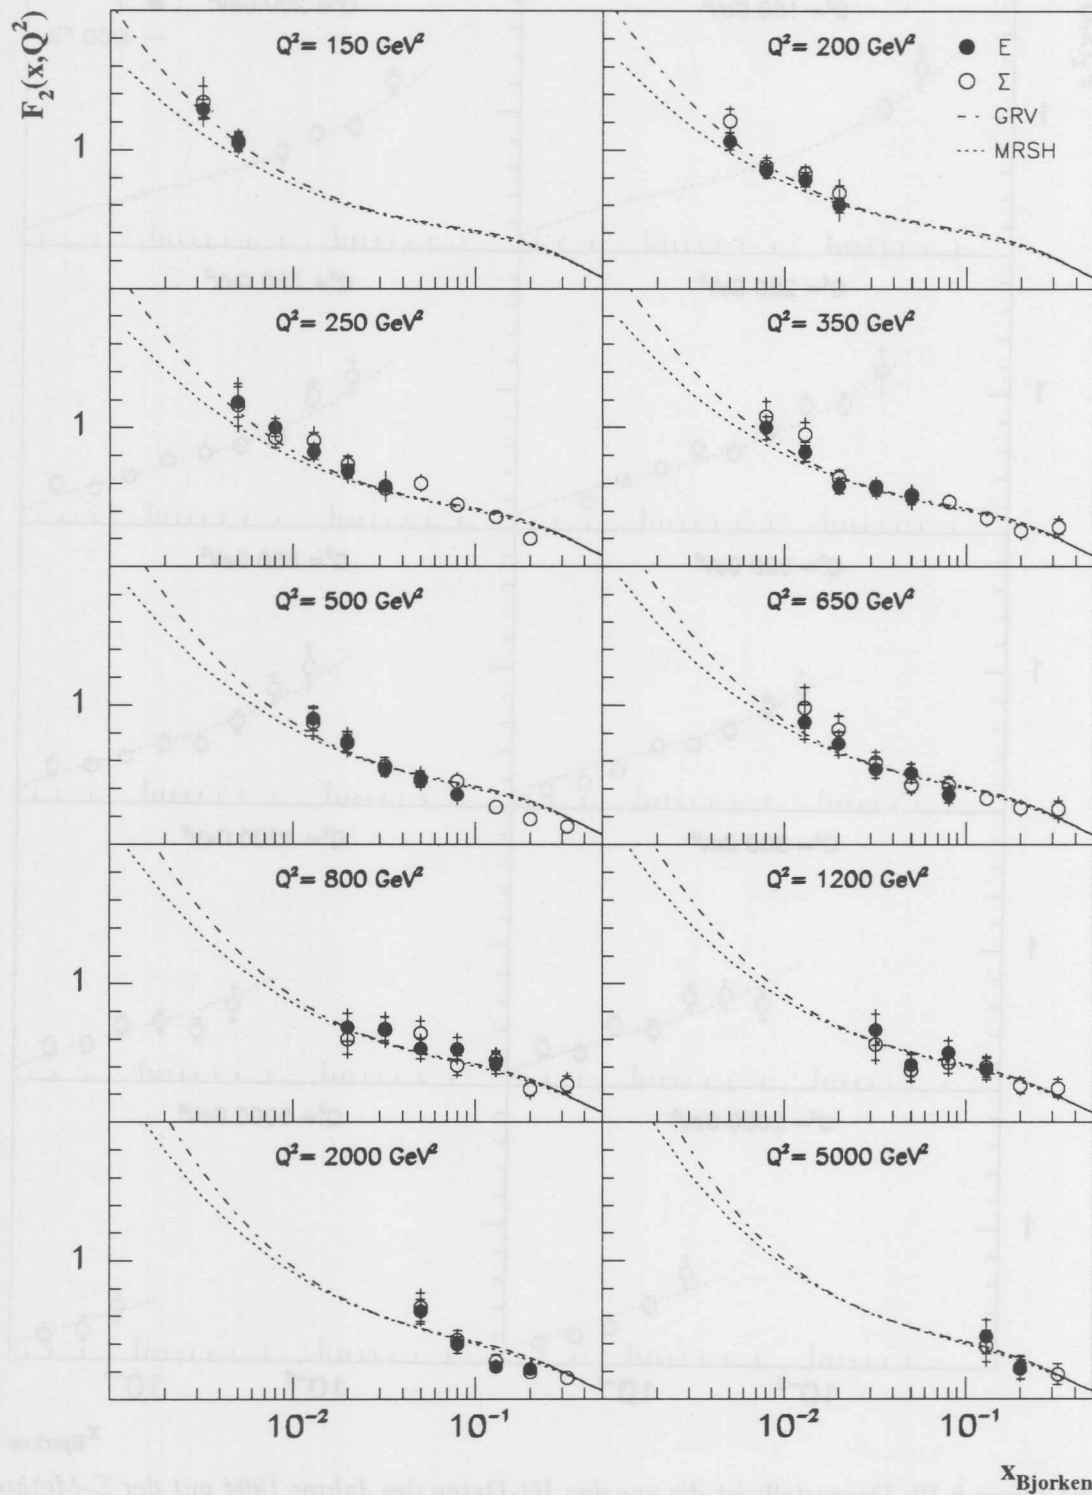 F₂(x,Q²)
Q²= 150 GeV²
Q²= 200 GeV²
E
Σ
GRV
MRSH
1
Q²= 250 GeV²
Q²= 350 GeV²
1
Q²= 500 GeV²
Q²= 650 GeV²
1
Q²= 800 GeV²
Q²= 1200 GeV²
1
Q²= 2000 GeV²
Q²= 5000 GeV²
1
10⁻² 10⁻¹ 10⁻² 10⁻¹
x_Bjorken